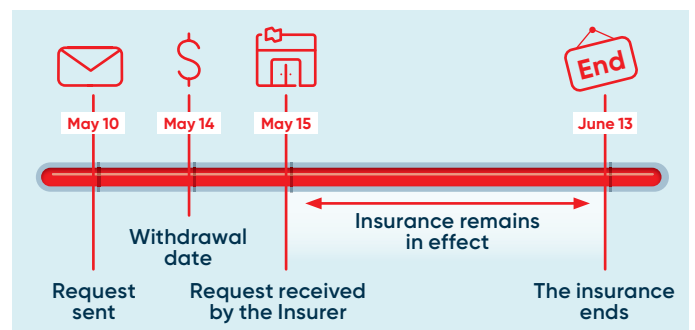 End
May 10
May 14
May 15
June 13
Insurance remains
in effect
Withdrawal
date
Request
sent
Request received
by the Insurer
The insurance
ends